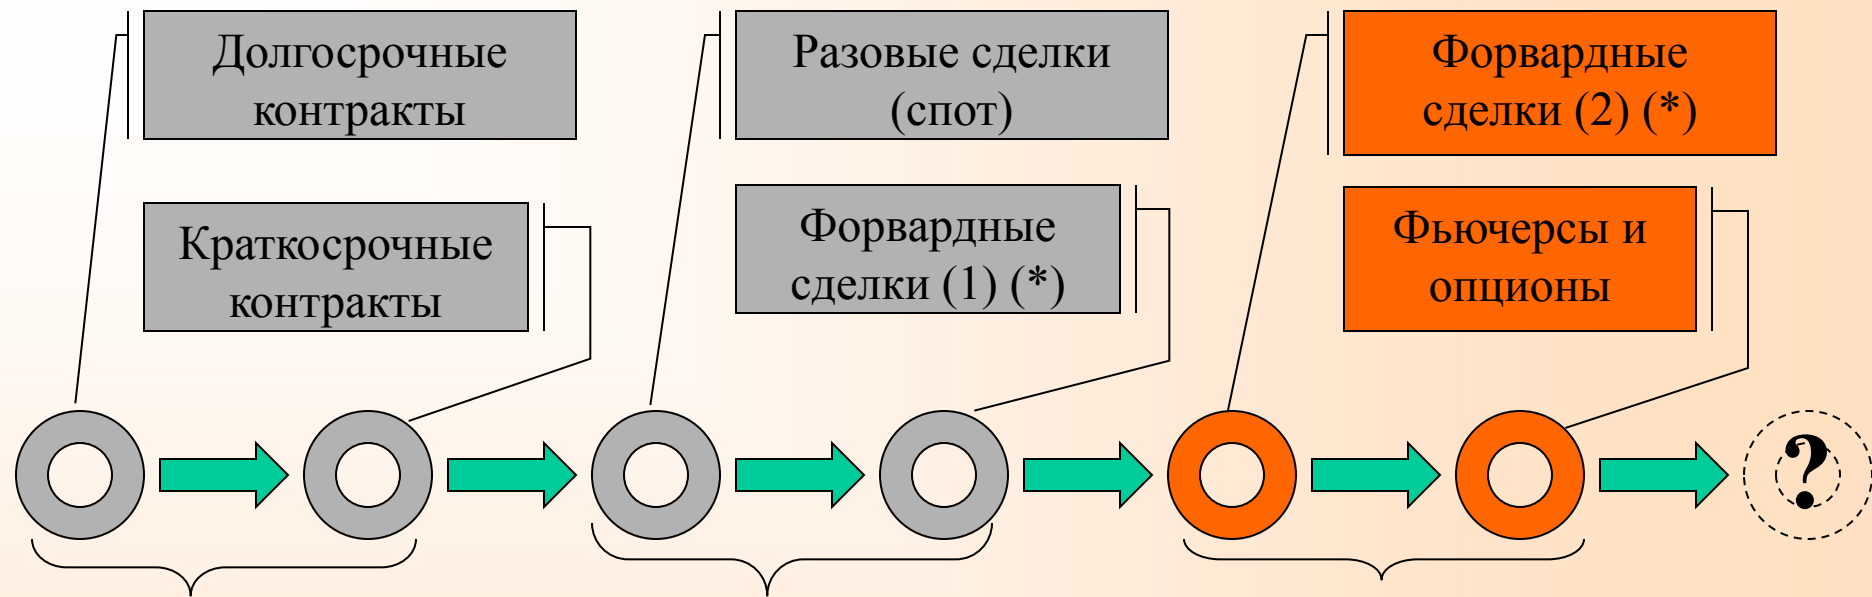 Долгосрочные
контракты
Разовые сделки
(спот)
Форвардные
сделки (2) (*)
Краткосрочные
контракты
Форвардные
сделки (1) (*)
Фьючерсы и
опционы
?